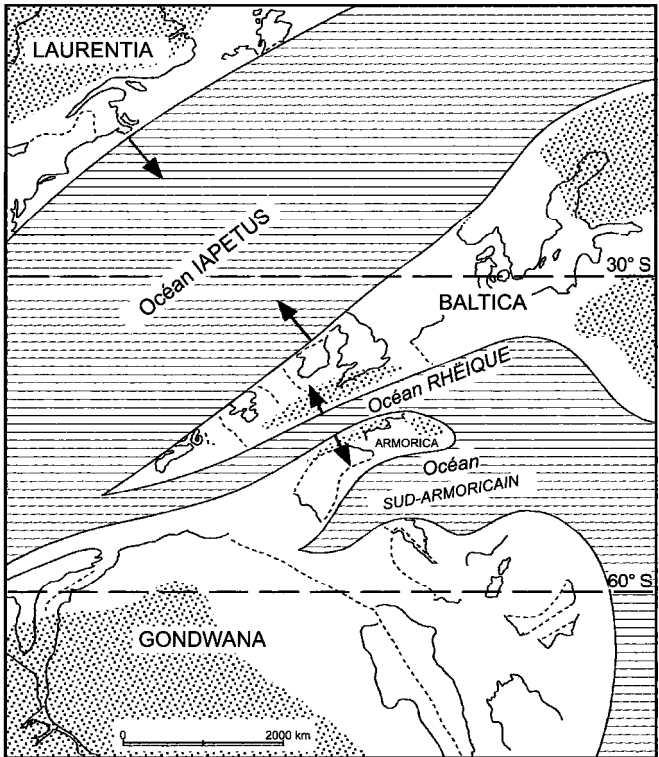 LAURENTIA
Océan IAPETUS
30° S
BALTICA
Océan RHÉIQUE
ARMORICA
Océan
SUD-ARMORICAIN
60° S
GONDWANA
0 2000 km